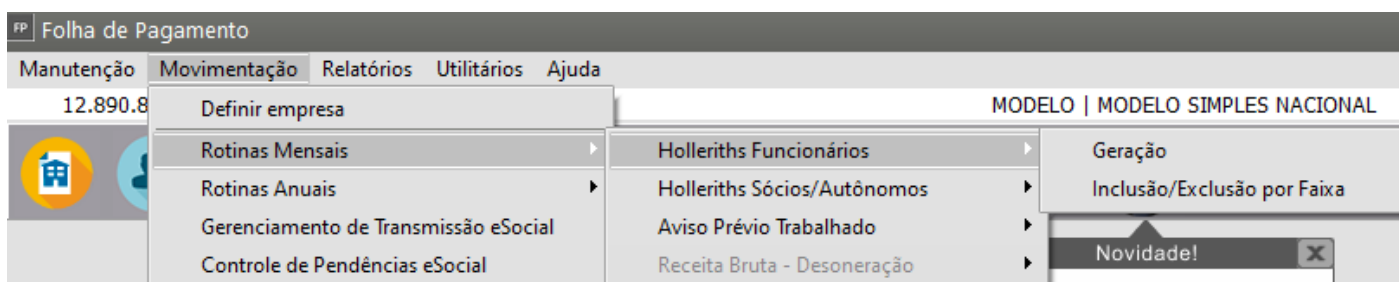 FP Folha de Pagamento
Manutenção Movimentação Relatórios Utilitários Ajuda
12.890.8 Definir empresa MODELO | MODELO SIMPLES NACIONAL
Rotinas Mensais Holleriths Funcionários Geração
Rotinas Anuais Holleriths Sócios/Autônomos Inclusão/Exclusão por Faixa
Gerenciamento de Transmissão eSocial Aviso Prévio Trabalhado
Controle de Pendências eSocial Receita Bruta - Desoneração Novidade!